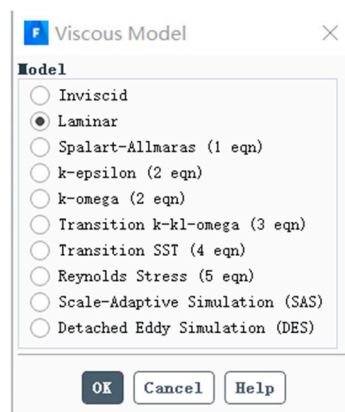 F Viscous Model
Model
Inviscid
Laminar
Spalart-Allmaras (1 eqn)
k-epsilon (2 eqn)
k-omega (2 eqn)
Transition k-kl-omega (3 eqn)
Transition SST (4 eqn)
Reynolds Stress (5 eqn)
Scale-Adaptive Simulation (SAS)
Detached Eddy Simulation (DES)
OK Cancel Help